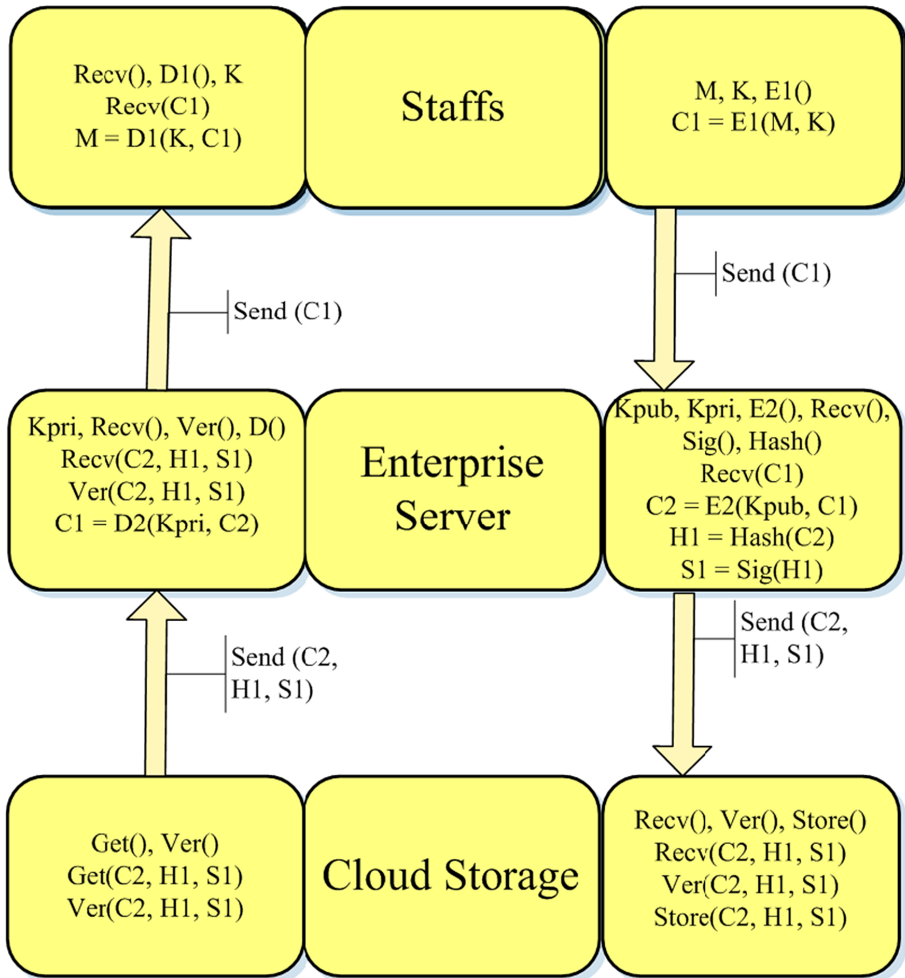 Recv(), D1(), K
Recv(C1)
M = D1(K, C1)
Staffs
M, K, E1()
C1 = E1(M, K)
Send (C1)
Send (C1)
Kpri, Recv(), Ver(), D()
Recv(C2, H1, S1)
Ver(C2, H1, S1)
C1 = D2(Kpri, C2)
Enterprise
Server
Kpub, Kpri, E2(), Recv(),
Sig(), Hash()
Recv(C1)
C2 = E2(Kpub, C1)
H1 = Hash(C2)
S1 = Sig(H1)
Send (C2,
H1, S1)
Send (C2,
H1, S1)
Get(), Ver()
Get(C2, H1, S1)
Ver(C2, H1, S1)
Cloud Storage
Recv(), Ver(), Store()
Recv(C2, H1, S1)
Ver(C2, H1, S1)
Store(C2, H1, S1)